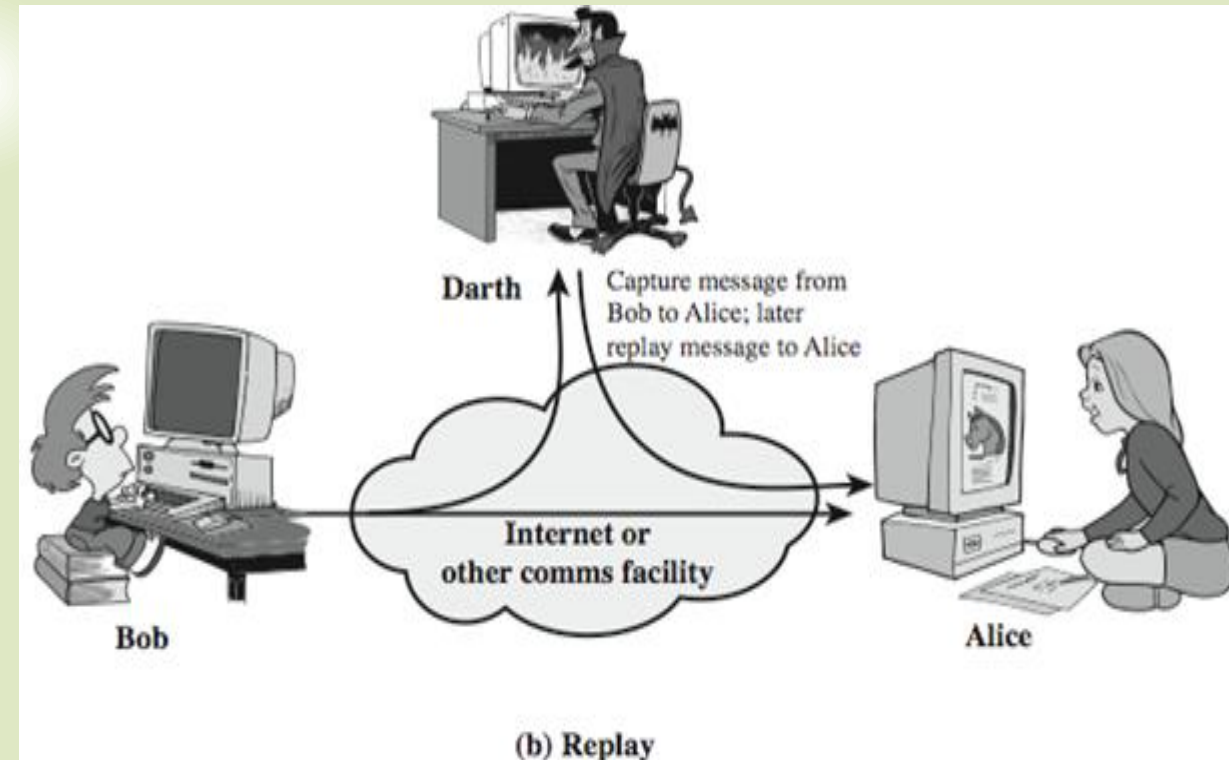 Darth
Capture message from
Bob to Alice; later
replay message to Alice
Internet or
other comms facility
Bob
Alice
(b) Replay